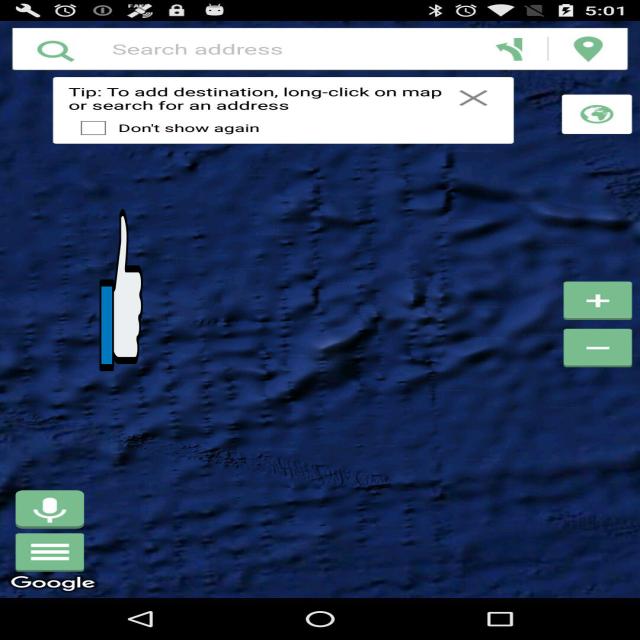 5:01
Search address
Tip: To add destination, long-click on map
or search for an address
Don't show again
Google